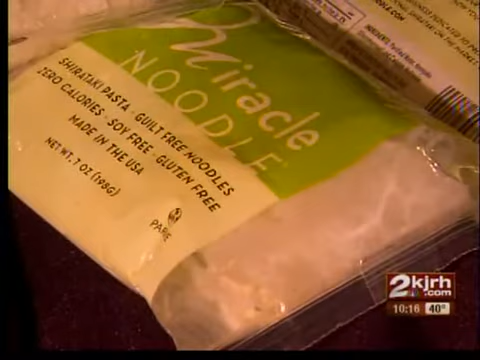 Miracle
NOODLE
SHIRATAKI PASTA · GUILT FREE NOODLES
ZERO CALORIES · SOY FREE · GLUTEN FREE
MADE IN THE USA
NET WT. 7 OZ (198G)
PARVE
INGREDIENTS:
2kjrh
.com
10:16 40°